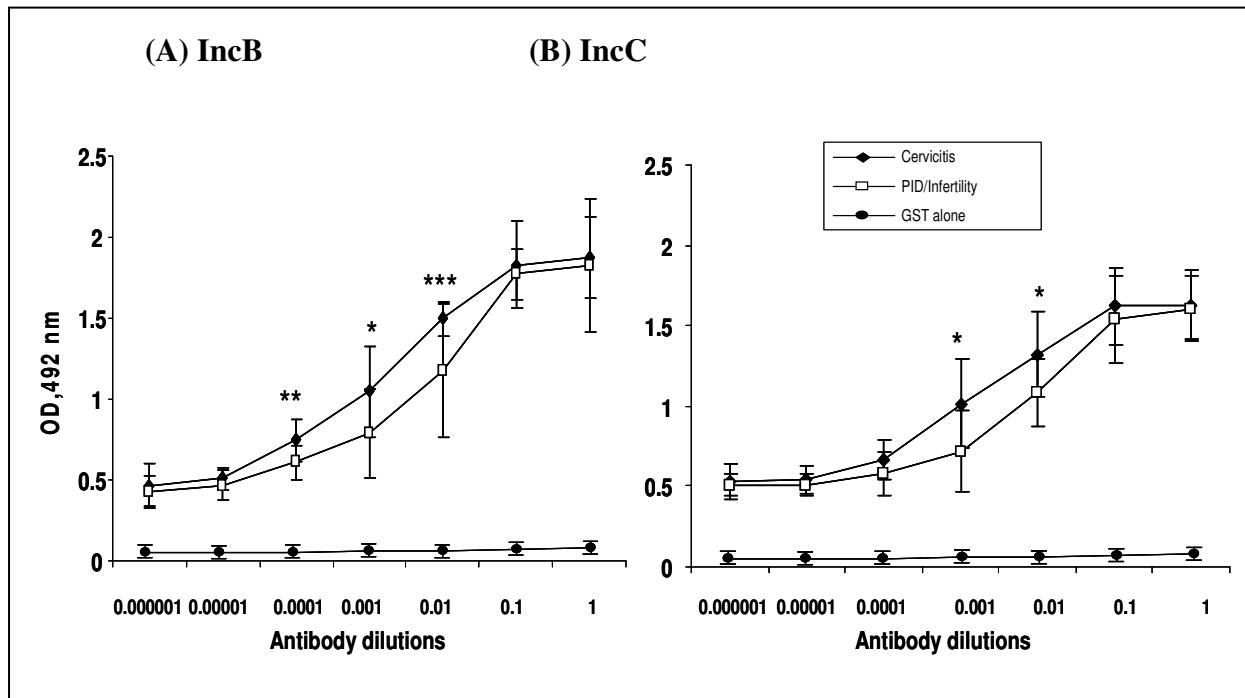 (A) IncB
(B) IncC
Cervicitis
PID/Infertility
GST alone
OD,492 nm
2.5
2
1.5
1
0.5
0
**
*
***
0.000001 0.00001 0.0001 0.001 0.01 0.1 1
Antibody dilutions
2.5
2
1.5
1
0.5
0
*
*
0.000001 0.00001 0.0001 0.001 0.01 0.1 1
Antibody dilutions